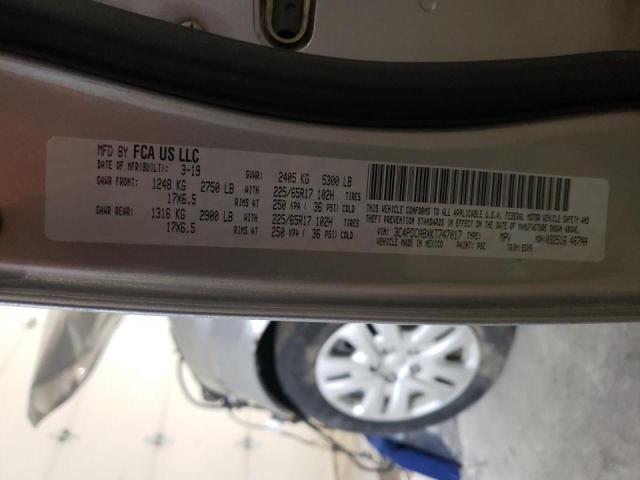 MFD BY FCA US LLC
DATE OF MFR(BUILT): 3-19 GVWR: 2405 KG 5300 LB
GAWR FRONT: 1248 KG 2750 LB WITH 225/65R17 102H TIRES
17X6.5 RIMS AT 250 KPA ( 36 PSI) COLD
GAWR REAR: 1316 KG 2900 LB WITH 225/65R17 102H TIRES
17X6.5 RIMS AT 250 KPA ( 36 PSI) COLD
THIS VEHICLE CONFORMS TO ALL APPLICABLE U.S.A. FEDERAL MOTOR VEHICLE SAFETY AND
THEFT PREVENTION STANDARDS IN EFFECT ON THE DATE OF MANUFACTURE SHOWN ABOVE.
VIN: 3C4PDCABXKT747017 TYPE: MPV MDH:
VEHICLE MADE IN MEXICO PAINT: PSC TRIM: